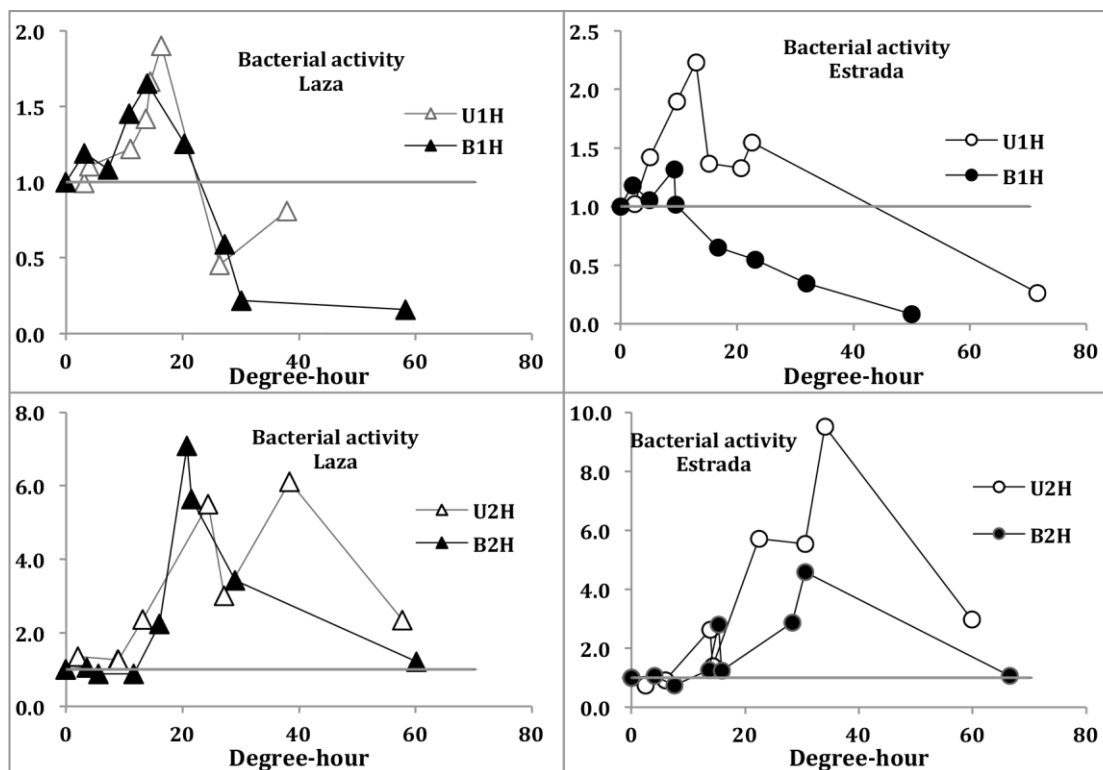 2.0
1.5
1.0
0.5
0.0
Bacterial activity
Laza
U1H
B1H
0 20 40 60 80
Degree-hour
2.5
2.0
1.5
1.0
0.5
0.0
Bacterial activity
Estrada
U1H
B1H
0 20 40 60 80
Degree-hour
8.0
6.0
4.0
2.0
0.0
Bacterial activity
Laza
U2H
B2H
0 20 40 60 80
Degree-hour
10.0
8.0
6.0
4.0
2.0
0.0
Bacterial activity
Estrada
U2H
B2H
0 20 40 60 80
Degree-hour